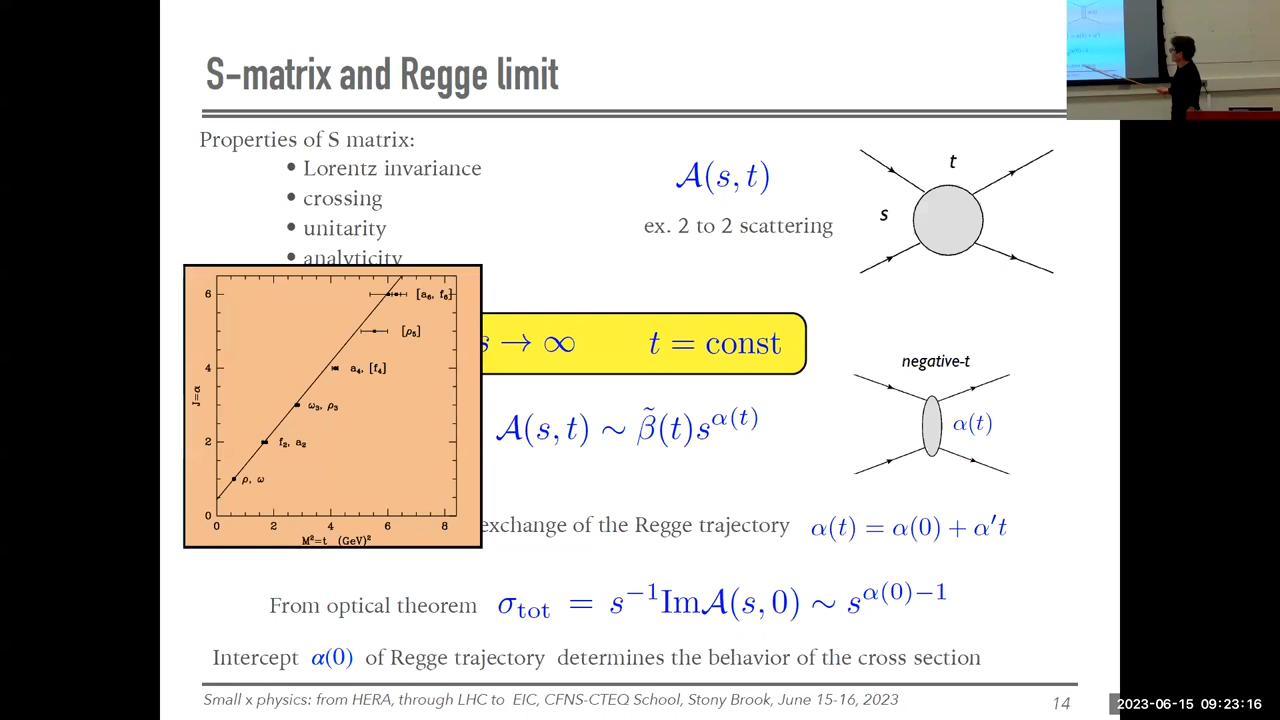 S-matrix and Regge limit
Properties of S matrix:
• Lorentz invariance
• crossing
• unitarity
• analyticity
A(s, t)
ex. 2 to 2 scattering
t
s
s → ∞ t = const
A(s, t) ∼ β̃(t)s^{α(t)}
negative-t
α(t)
J=α
6
4
2
0
[a₆, f₆]
[ρ₅]
a₄, [f₄]
ω₃, ρ₃
f₂, a₂
ρ, ω
0 2 4 6 8
M²=t (GeV)²
exchange of the Regge trajectory α(t) = α(0) + α′t
From optical theorem σ_{tot} = s^{−1}ImA(s, 0) ∼ s^{α(0)−1}
Intercept α(0) of Regge trajectory determines the behavior of the cross section
Small x physics: from HERA, through LHC to EIC, CFNS-CTEQ School, Stony Brook, June 15-16, 2023
14
2023-06-15 09:23:16